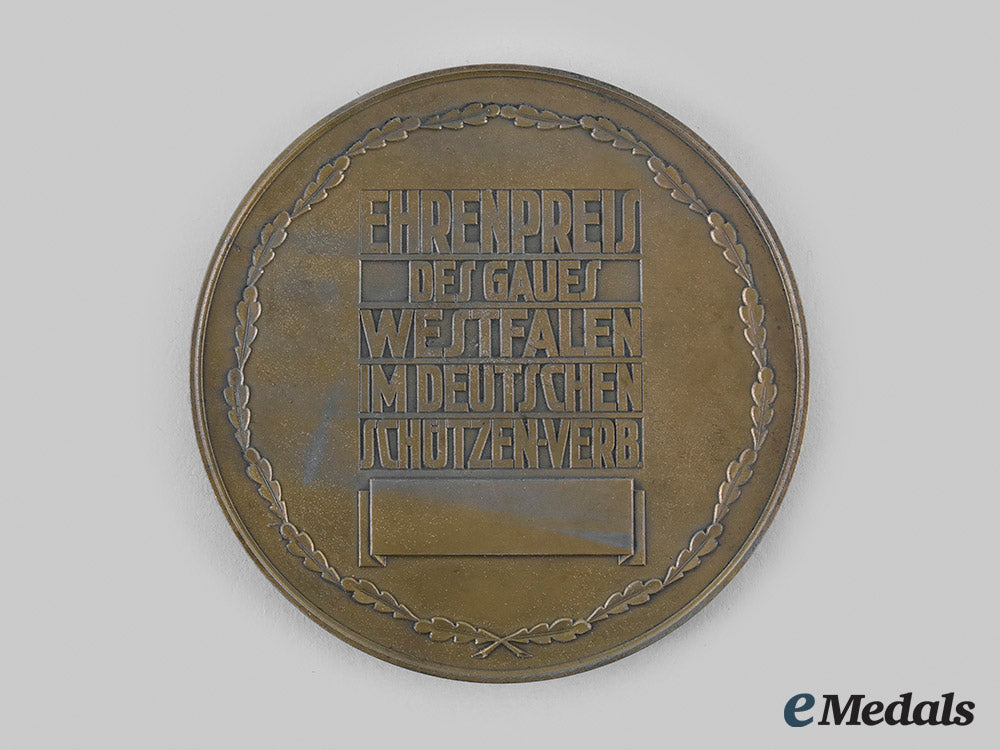 EHRENPREIS
DES GAUES
WESTFALEN
IM DEUTSCHEN
SCHÜTZEN-VERB.
eMedals